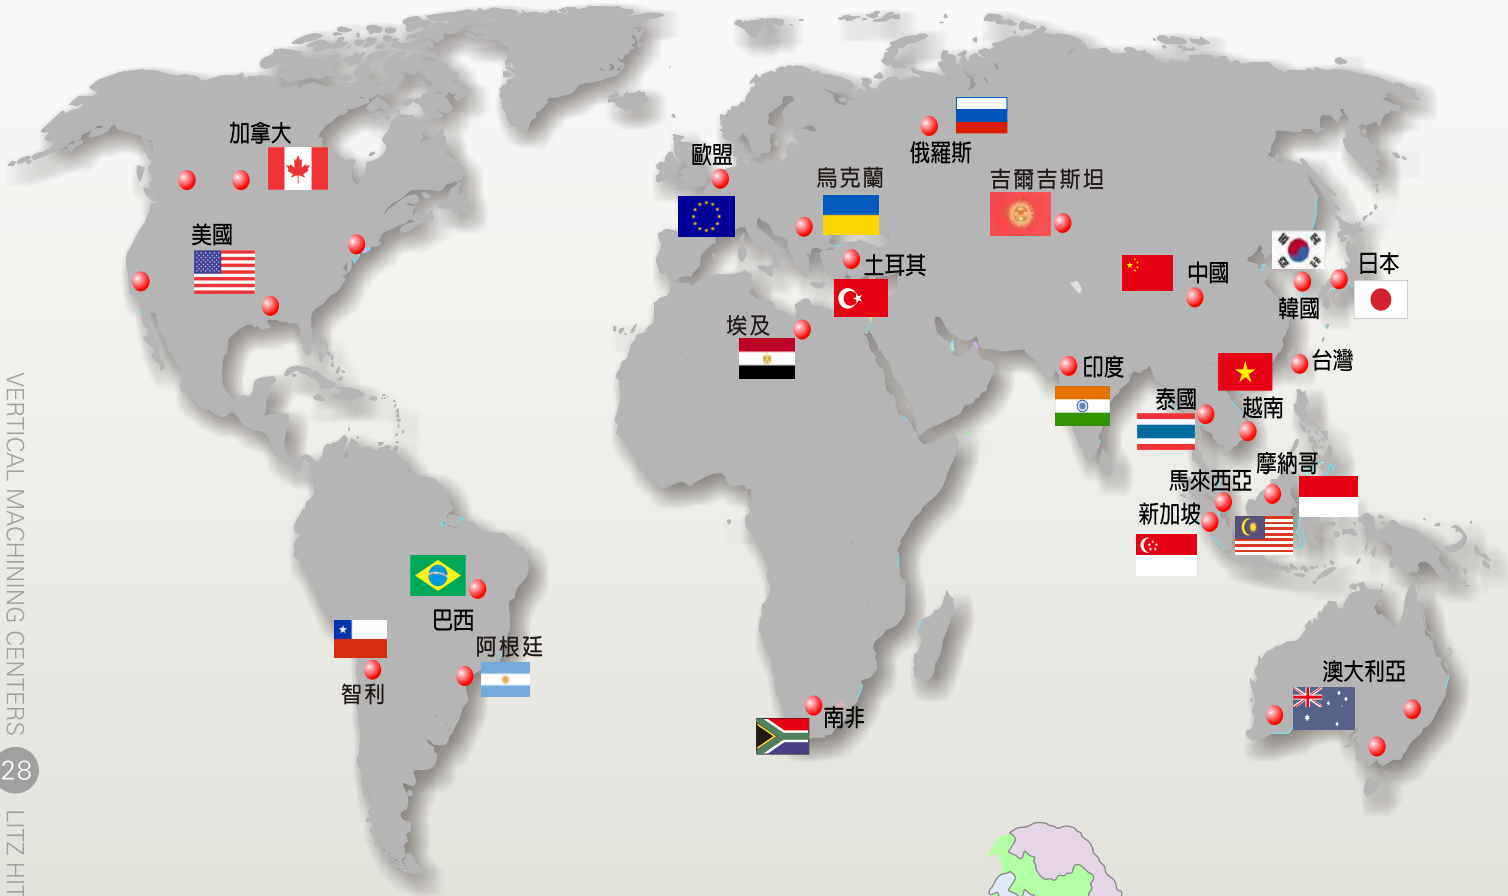 加拿大
美國
歐盟
俄羅斯
烏克蘭
吉爾吉斯坦
土耳其
埃及
中國
韓國
日本
印度
台灣
泰國
越南
馬來西亞
摩納哥
新加坡
巴西
阿根廷
智利
南非
澳大利亞
VERTICAL MACHINING CENTERS
28
LITZ HIT